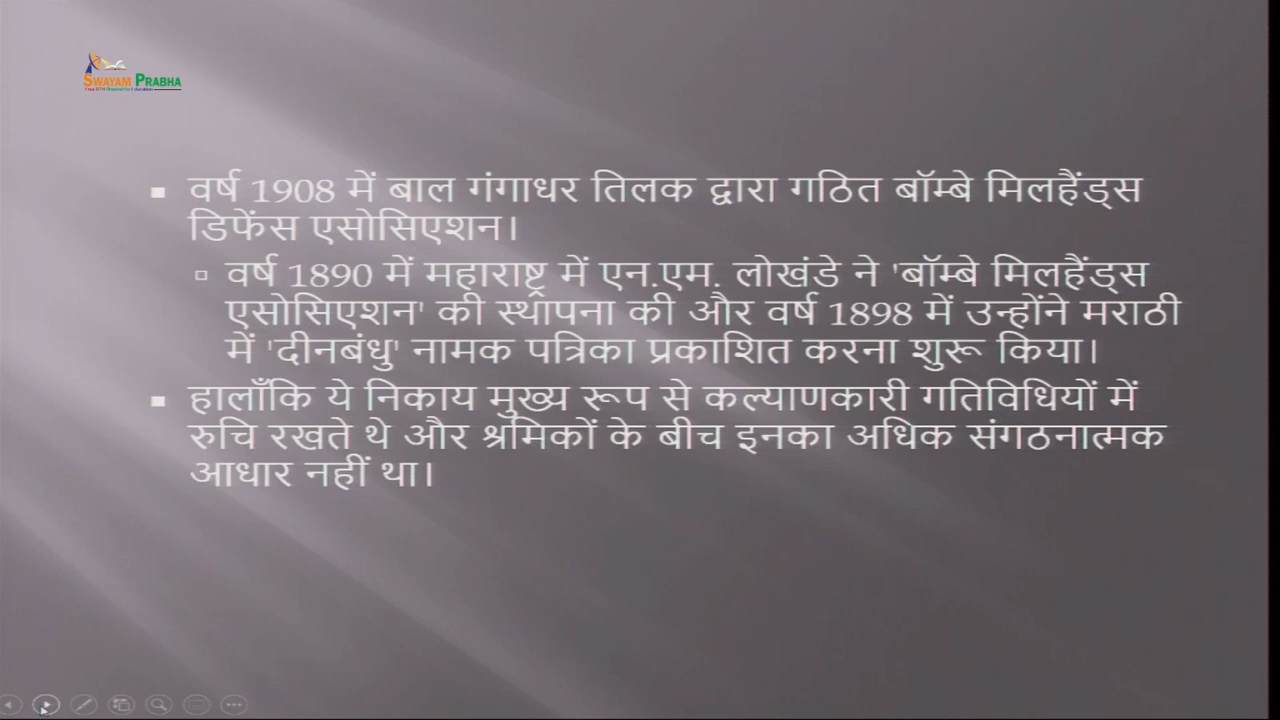 SWAYAM PRABHA
वर्ष 1908 में बाल गंगाधर तिलक द्वारा गठित बॉम्बे मिलहैंड्स
डिफेंस एसोसिएशन।
वर्ष 1890 में महाराष्ट्र में एन.एम. लोखंडे ने 'बॉम्बे मिलहैंड्स
एसोसिएशन' की स्थापना की और वर्ष 1898 में उन्होंने मराठी
में 'दीनबंधु' नामक पत्रिका प्रकाशित करना शुरू किया।
हालाँकि ये निकाय मुख्य रूप से कल्याणकारी गतिविधियों में
रुचि रखते थे और श्रमिकों के बीच इनका अधिक संगठनात्मक
आधार नहीं था।